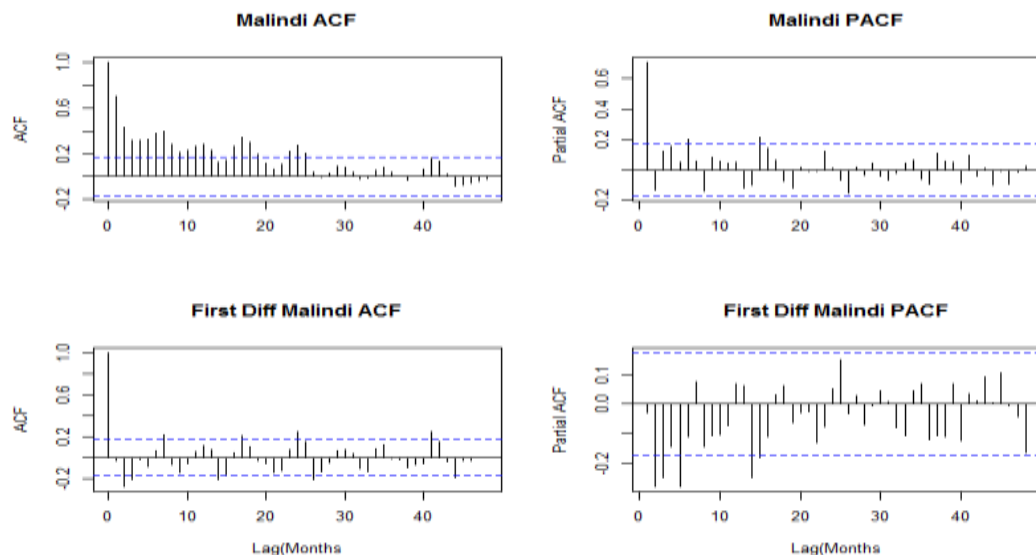 Malindi ACF
ACF
1.0
0.6
0.2
-0.2
0 10 20 30 40
Malindi PACF
Partial ACF
0.6
0.4
0.2
-0.2
0 10 20 30 40
First Diff Malindi ACF
ACF
1.0
0.6
0.2
-0.2
0 10 20 30 40
Lag(Months
First Diff Malindi PACF
Partial ACF
0.1
0.0
-0.2
0 10 20 30 40
Lag(Months